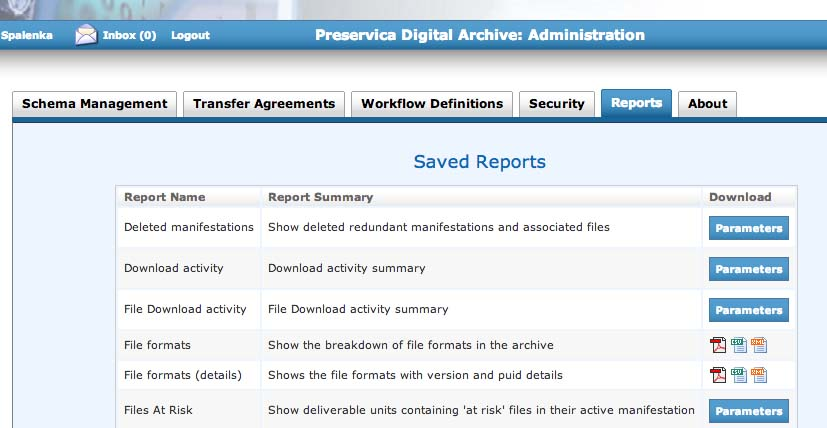 Spalenka Inbox (0) Logout Preservica Digital Archive: Administration
Schema Management Transfer Agreements Workflow Definitions Security Reports About
Saved Reports
Report Name Report Summary Download
Deleted manifestations Show deleted redundant manifestations and associated files Parameters
Download activity Download activity summary Parameters
File Download activity File Download activity summary Parameters
File formats Show the breakdown of file formats in the archive
File formats (details) Shows the file formats with version and puid details
Files At Risk Show deliverable units containing 'at risk' files in their active manifestation Parameters